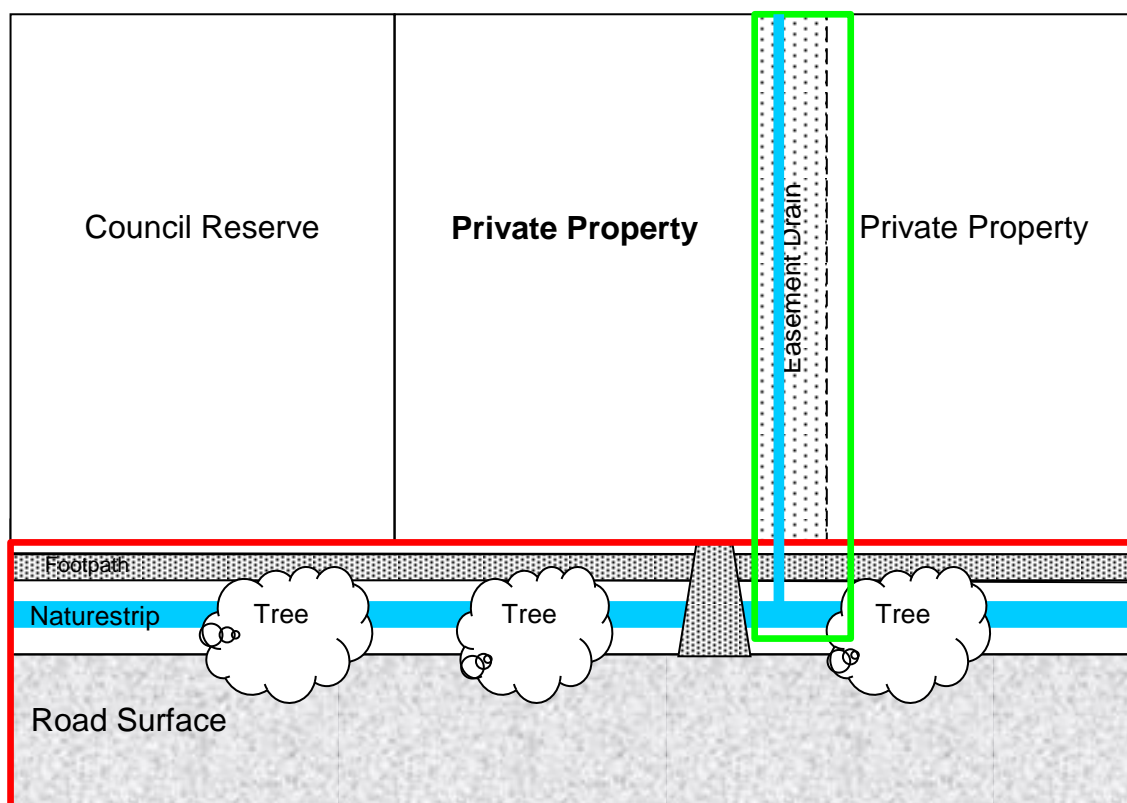 Council Reserve
Private Property
Easement Drain
Private Property
Footpath
Naturestrip
Tree
Tree
Tree
Road Surface